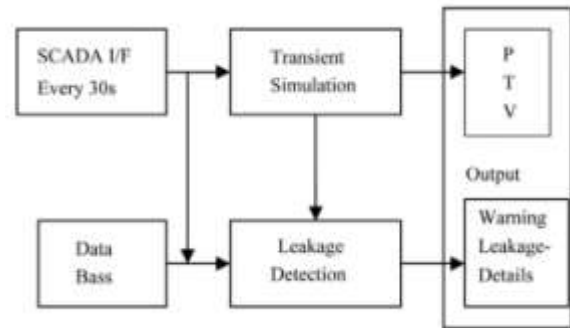 SCADA I/F
Every 30s
Transient
Simulation
P
T
V
Output
Data
Bass
Leakage
Detection
Warning
Leakage-
Details